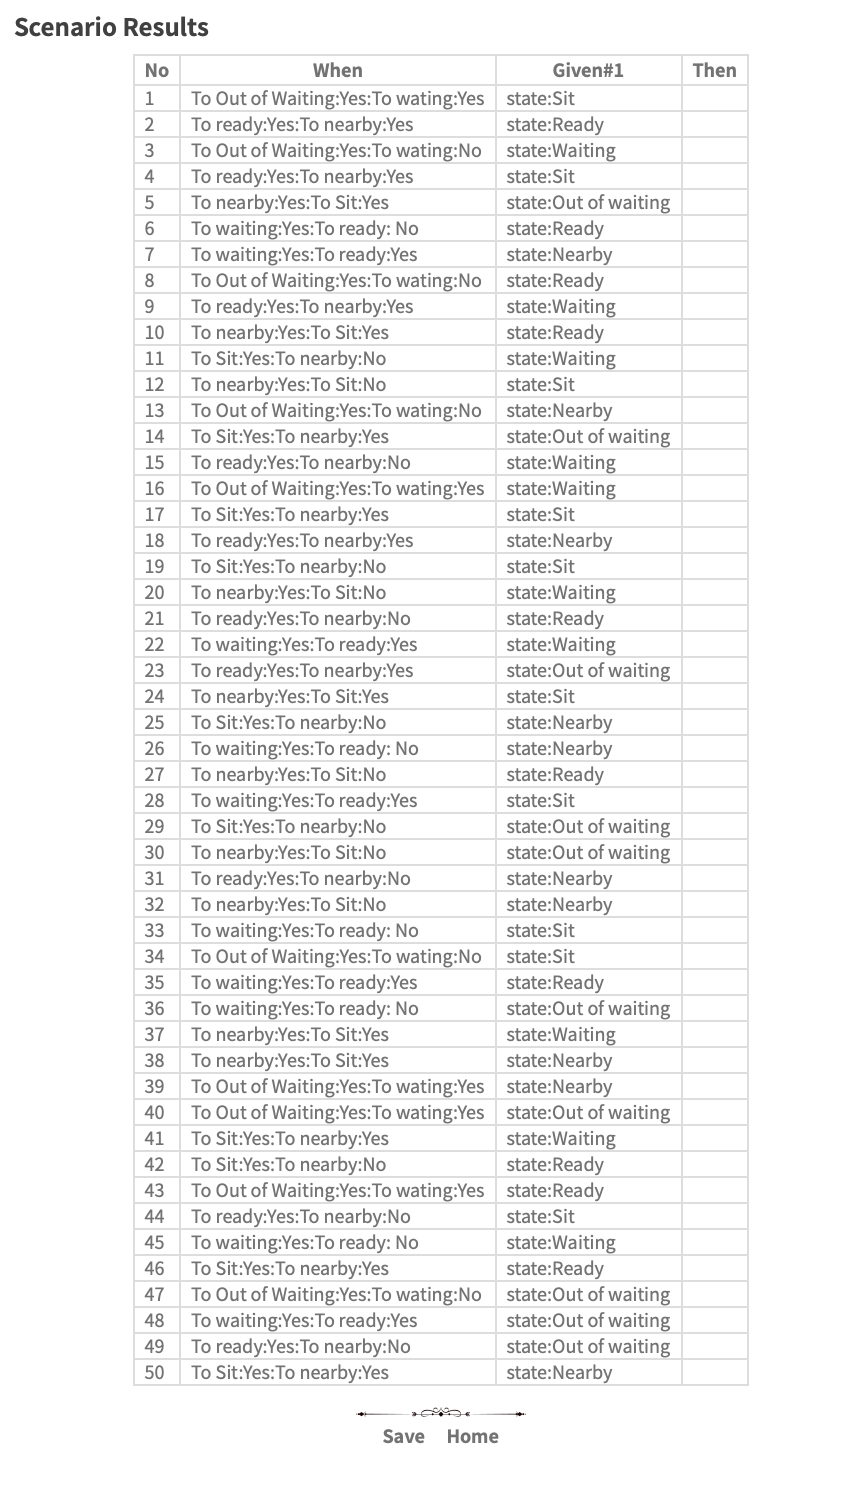 Scenario Results
No When Given#1 Then
1 To Out of Waiting:Yes:To wating:Yes state:Sit
2 To ready:Yes:To nearby:Yes state:Ready
3 To Out of Waiting:Yes:To wating:No state:Waiting
4 To ready:Yes:To nearby:Yes state:Sit
5 To nearby:Yes:To Sit:Yes state:Out of waiting
6 To waiting:Yes:To ready: No state:Ready
7 To waiting:Yes:To ready:Yes state:Nearby
8 To Out of Waiting:Yes:To wating:No state:Ready
9 To ready:Yes:To nearby:Yes state:Waiting
10 To nearby:Yes:To Sit:Yes state:Ready
11 To Sit:Yes:To nearby:No state:Waiting
12 To nearby:Yes:To Sit:No state:Sit
13 To Out of Waiting:Yes:To wating:No state:Nearby
14 To Sit:Yes:To nearby:Yes state:Out of waiting
15 To ready:Yes:To nearby:No state:Waiting
16 To Out of Waiting:Yes:To wating:Yes state:Waiting
17 To Sit:Yes:To nearby:Yes state:Sit
18 To ready:Yes:To nearby:Yes state:Nearby
19 To Sit:Yes:To nearby:No state:Sit
20 To nearby:Yes:To Sit:No state:Waiting
21 To ready:Yes:To nearby:No state:Ready
22 To waiting:Yes:To ready:Yes state:Waiting
23 To ready:Yes:To nearby:Yes state:Out of waiting
24 To nearby:Yes:To Sit:Yes state:Sit
25 To Sit:Yes:To nearby:No state:Nearby
26 To waiting:Yes:To ready: No state:Nearby
27 To nearby:Yes:To Sit:No state:Ready
28 To waiting:Yes:To ready:Yes state:Sit
29 To Sit:Yes:To nearby:No state:Out of waiting
30 To nearby:Yes:To Sit:No state:Out of waiting
31 To ready:Yes:To nearby:No state:Nearby
32 To nearby:Yes:To Sit:No state:Nearby
33 To waiting:Yes:To ready: No state:Sit
34 To Out of Waiting:Yes:To wating:No state:Sit
35 To waiting:Yes:To ready:Yes state:Ready
36 To waiting:Yes:To ready: No state:Out of waiting
37 To nearby:Yes:To Sit:Yes state:Waiting
38 To nearby:Yes:To Sit:Yes state:Nearby
39 To Out of Waiting:Yes:To wating:Yes state:Nearby
40 To Out of Waiting:Yes:To wating:Yes state:Out of waiting
41 To Sit:Yes:To nearby:Yes state:Waiting
42 To Sit:Yes:To nearby:No state:Ready
43 To Out of Waiting:Yes:To wating:Yes state:Ready
44 To ready:Yes:To nearby:No state:Sit
45 To waiting:Yes:To ready: No state:Waiting
46 To Sit:Yes:To nearby:Yes state:Ready
47 To Out of Waiting:Yes:To wating:No state:Out of waiting
48 To waiting:Yes:To ready:Yes state:Out of waiting
49 To ready:Yes:To nearby:No state:Out of waiting
50 To Sit:Yes:To nearby:Yes state:Nearby
Save Home